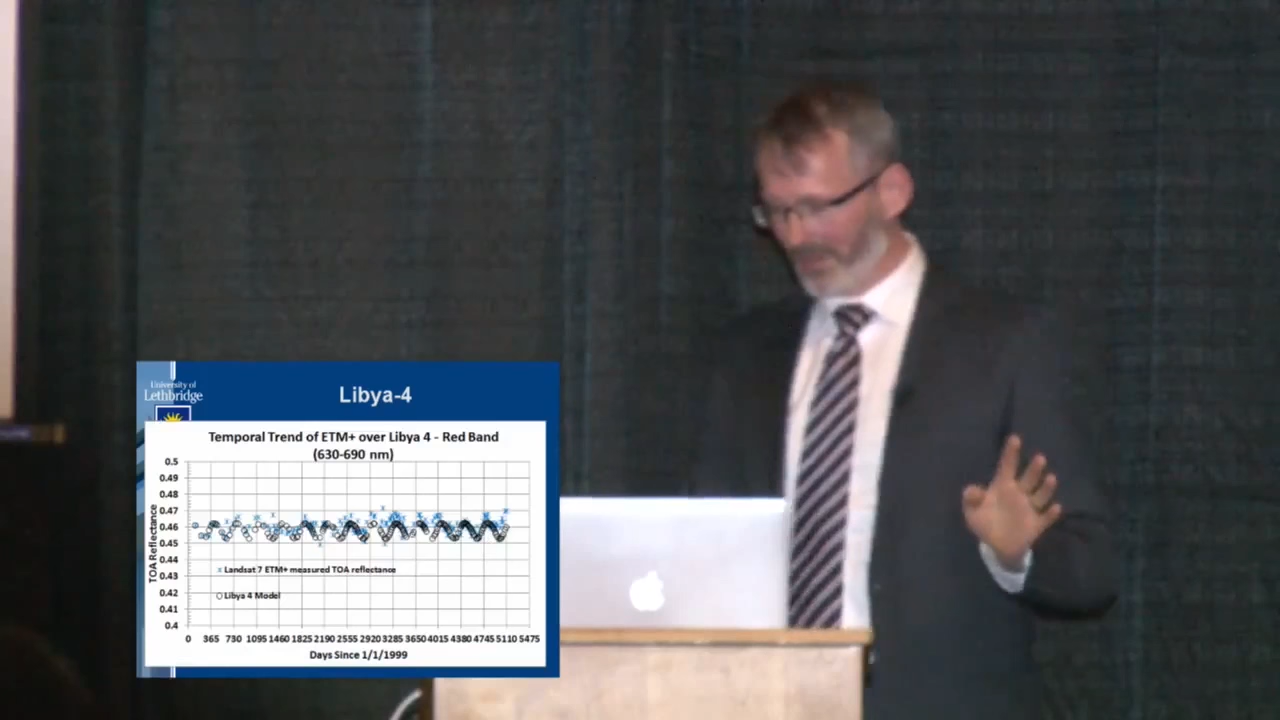 University of
Lethbridge
Libya-4
Temporal Trend of ETM+ over Libya 4 - Red Band
(630-690 nm)
0.5
0.49
0.48
0.47
0.46
0.45
0.44
0.43
0.42
0.41
0.4
TOA Reflectance
Landsat 7 ETM+ measured TOA reflectance
Libya 4 Model
0 365 730 1095 1460 1825 2190 2555 2920 3285 3650 4015 4380 4745 5110 5475
Days Since 1/1/1999